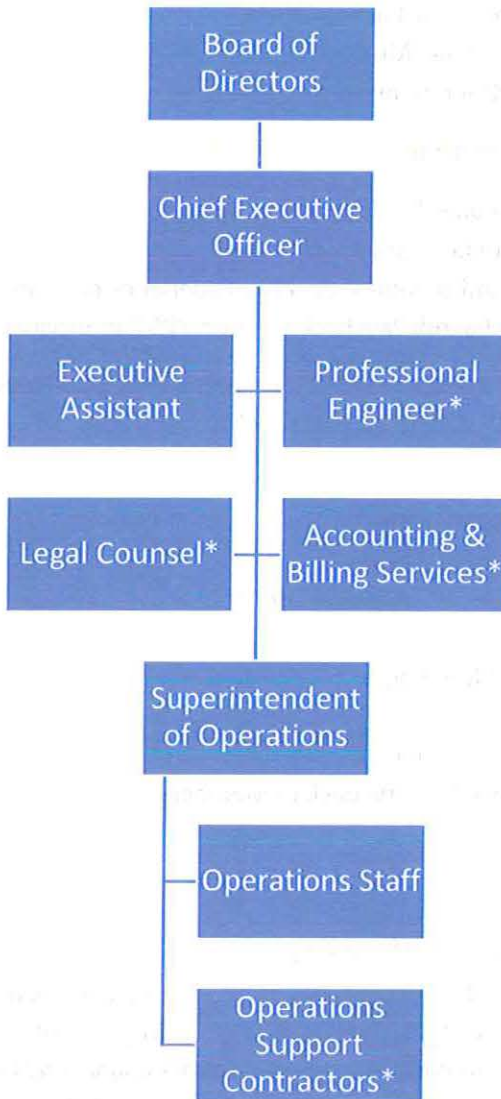 Board of
Directors
Chief Executive
Officer
Executive
Assistant
Professional
Engineer*
Legal Counsel*
Accounting &
Billing Services*
Superintendent
of Operations
Operations Staff
Operations
Support
Contractors*